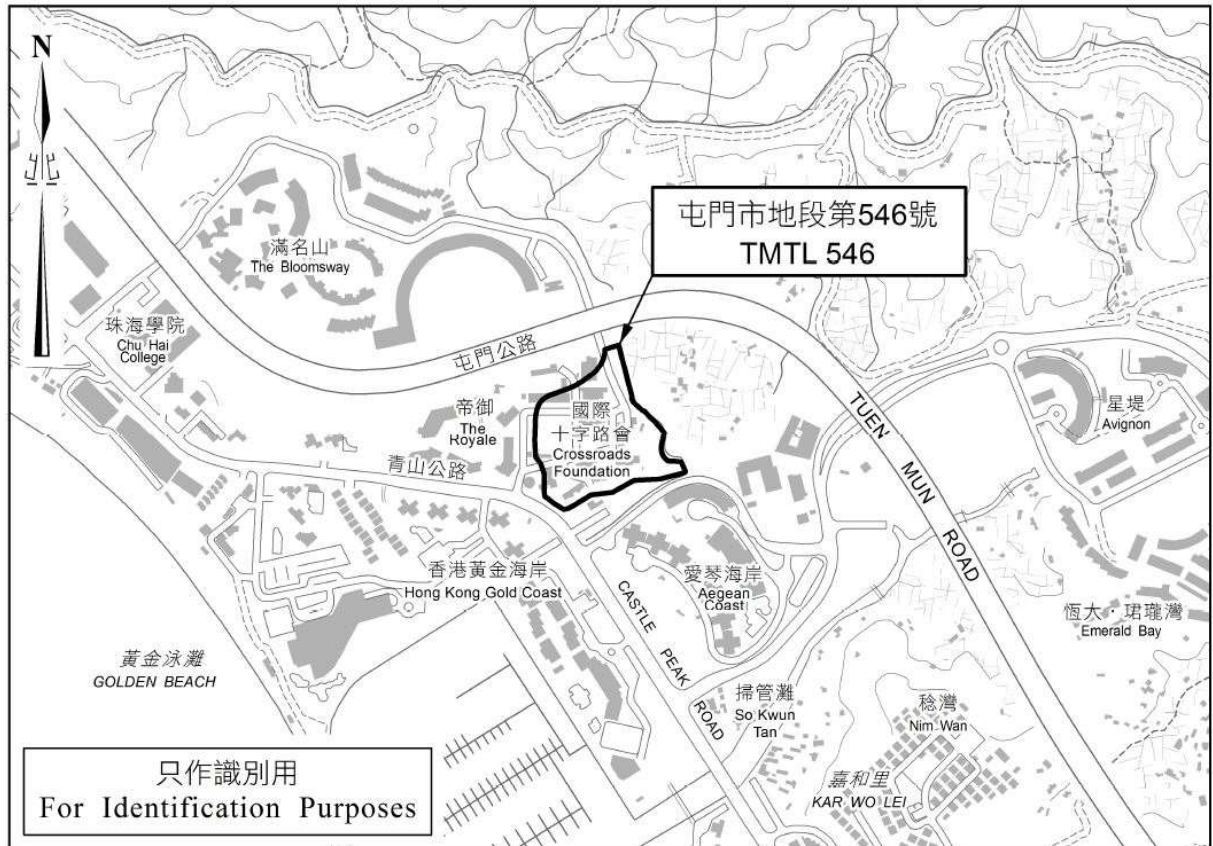 N
屯門市地段第546號
TMTL 546
滿名山
The Bloomsway
珠海學院
Chu Hai
College
屯門公路
帝御
The
Royale
國際
十字路會
Crossroads
Foundation
青山公路
TUEN MUN ROAD
星堤
Avignon
香港黃金海岸
Hong Kong Gold Coast
愛琴海岸
Aegean
Coast
CASTLE PEAK ROAD
恆大．珺瓏灣
Emerald Bay
黃金泳灘
GOLDEN BEACH
掃管灘
So Kwun
Tan
稔灣
Nim Wan
嘉和里
KAR WO LEI
只作識別用
For Identification Purposes